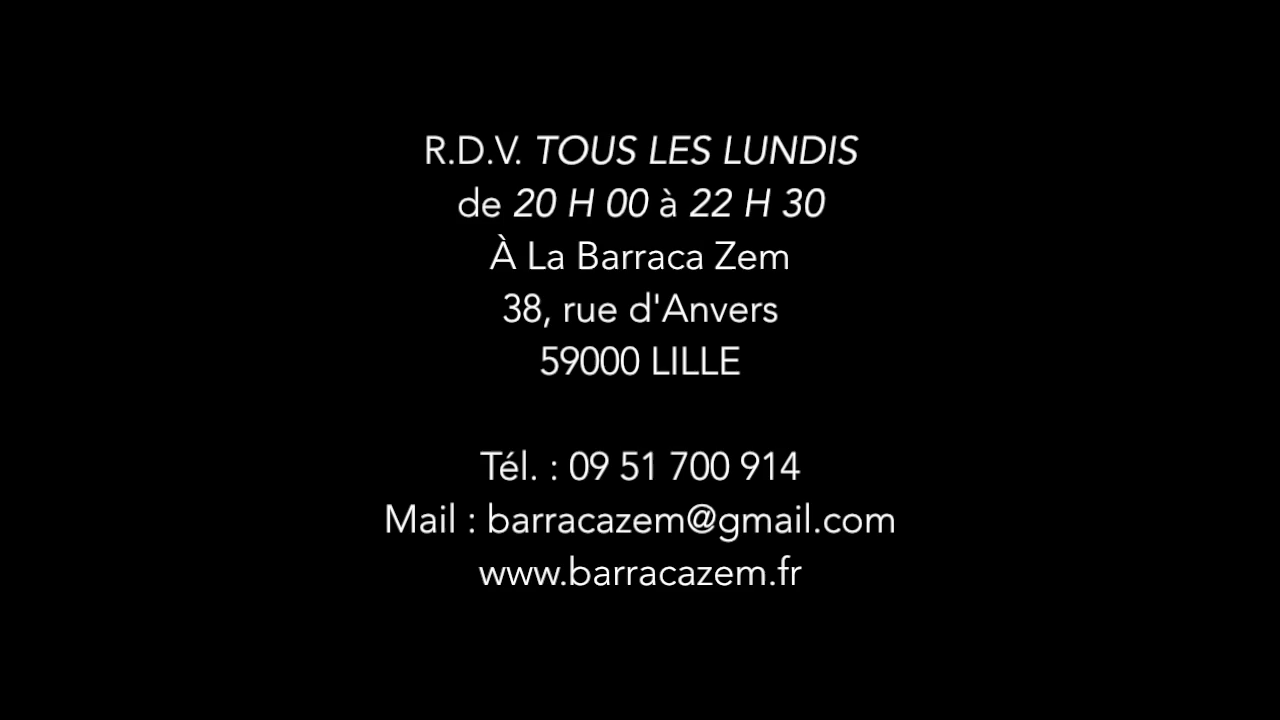 R.D.V. TOUS LES LUNDIS
de 20 H 00 à 22 H 30
À La Barraca Zem
38, rue d'Anvers
59000 LILLE
Tél. : 09 51 700 914
Mail : barracazem@gmail.com
www.barracazem.fr